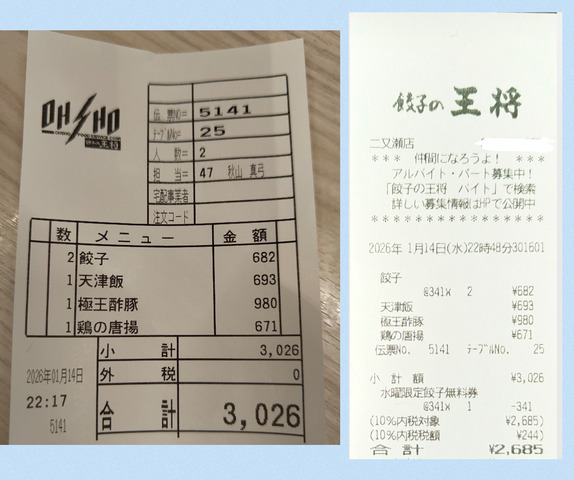 OHSHO
餃子の王将
伝票NO= 5141
ﾃｰﾌﾞﾙNO= 25
人 数= 2
担 当= 47 秋山 真弓
宅配事業者
注文コード
数 メニュー 金 額
2 餃子 682
1 天津飯 693
1 極王酢豚 980
1 鶏の唐揚 671
小 計 3,026
外 税 0
合 計 3,026
2026年01月14日
22:17
5141
餃子の 王将
二又瀬店
*** 仲間になろうよ! ***
アルバイト・パート募集中!
「餃子の王将 バイト」で検索
詳しい募集情報はHPで公開中
2026年 1月14日(水)22時48分301601
餃子
@341x 2 ¥682
天津飯 ¥693
極王酢豚 ¥980
鶏の唐揚 ¥671
伝票No. 5141 ﾃｰﾌﾞﾙNo. 25
小 計 額 ¥3,026
水曜限定餃子無料券
@341x 1 -341
(10%内税対象 ¥2,685)
(10%内税額 ¥244)
合 計 ¥2,685